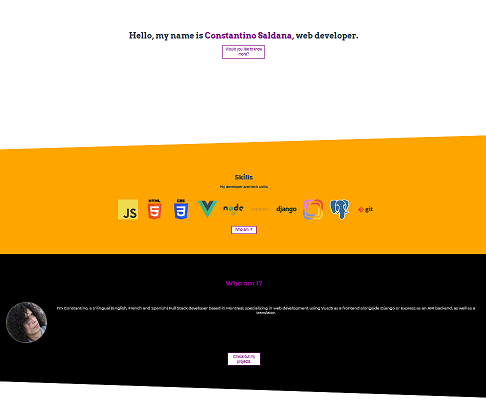 Hello, my name is Constantino Saldana, web developer.
Would you like to know
more?
Skills
My developer and tech skills.
JS
HTML
CSS
node
express
django
git
Who am I?
Who am I?
I'm Constantino, a trilingual (English, French and Spanish) Full Stack developer based in Montréal, specializing in web development using VueJS as a frontend alongside Django or Express as an API backend, as well as a
translator.
Check out my
projects